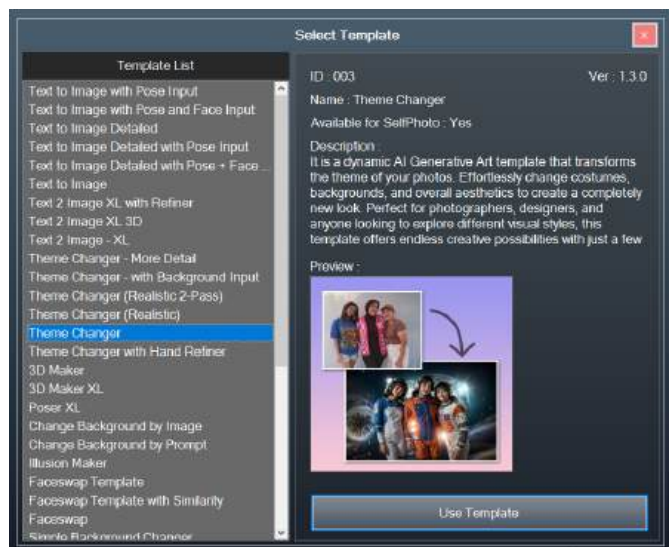 Select Template
Template List
Text to Image with Pose Input
Text to Image with Pose and Face Input
Text to Image Detailed
Text to Image Detailed with Pose Input
Text to Image Detailed with Pose + Face ...
Text to Image
Text 2 Image XL with Refiner
Text 2 Image XL 3D
Text 2 Image - XL
Theme Changer - More Detail
Theme Changer - with Background Input
Theme Changer (Realistic 2-Pass)
Theme Changer (Realistic)
Theme Changer
Theme Changer with Hand Refiner
3D Maker
3D Maker XL
Poser XL
Change Background by Image
Change Background by Prompt
Illusion Maker
Faceswap Template
Faceswap Template with Similarity
Faceswap
Simple Background Changer
ID : 003
Ver : 1.3.0
Name : Theme Changer
Available for SelfPhoto : Yes
Description :
It is a dynamic AI Generative Art template that transforms
the theme of your photos. Effortlessly change costumes,
backgrounds, and overall aesthetics to create a completely
new look. Perfect for photographers, designers, and
anyone looking to explore different visual styles, this
template offers endless creative possibilities with just a few
Preview :
Use Template